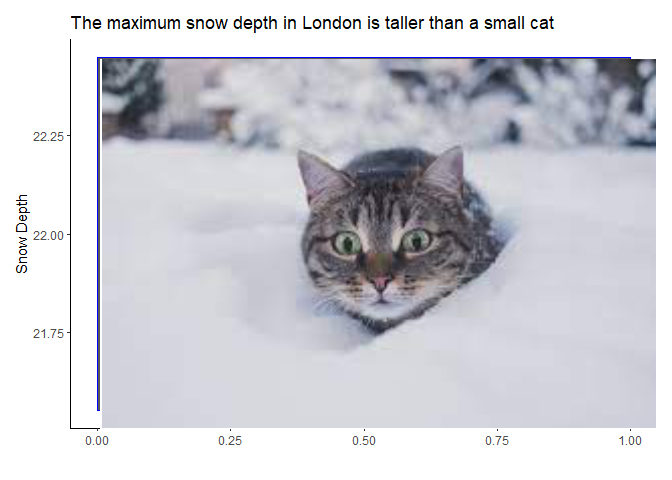 The maximum snow depth in London is taller than a small cat
22.25
22.00
21.75
Snow Depth
0.00 0.25 0.50 0.75 1.00